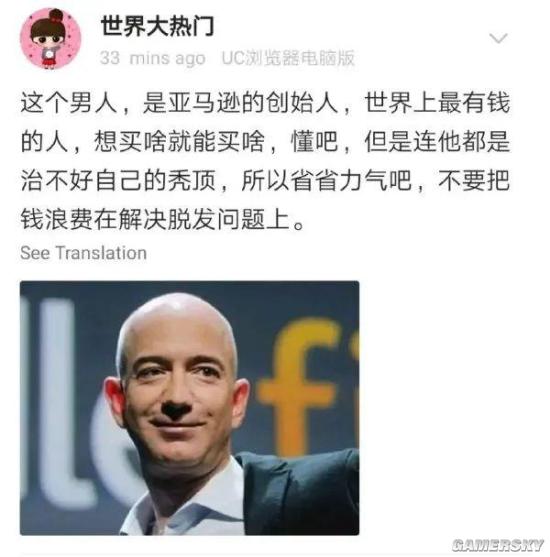 世界大热门
33 mins ago UC浏览器电脑版
这个男人，是亚马逊的创始人，世界上最有钱
的人，想买啥就能买啥，懂吧，但是连他都是
治不好自己的秃顶，所以省省力气吧，不要把
钱浪费在解决脱发问题上。
See Translation
GAMERSKY